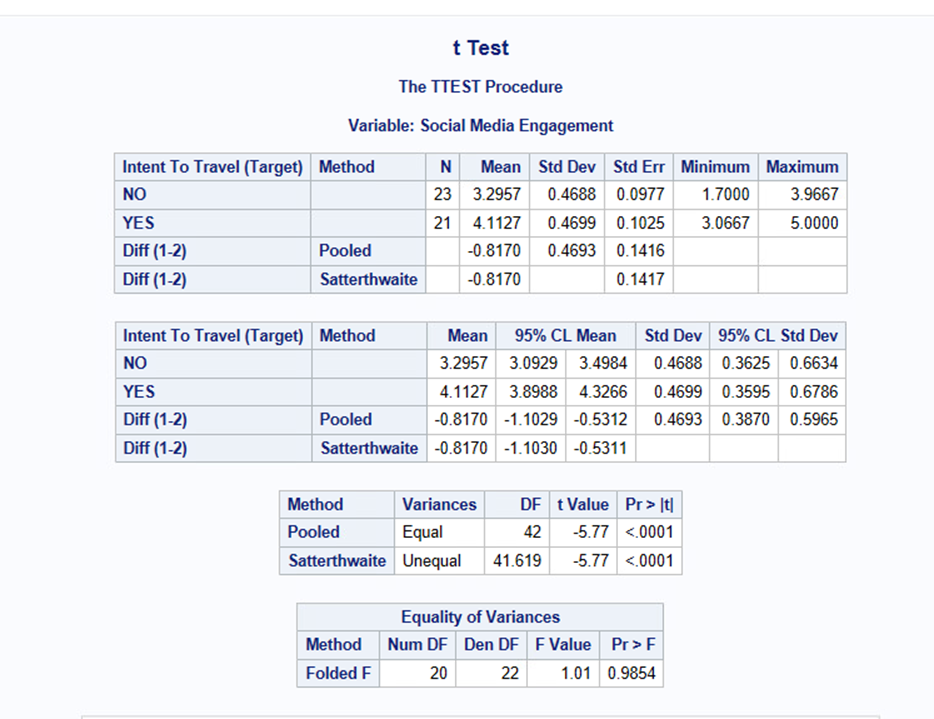 t Test
The TTEST Procedure
Variable: Social Media Engagement
Intent To Travel (Target) Method N Mean Std Dev Std Err Minimum Maximum
NO 23 3.2957 0.4688 0.0977 1.7000 3.9667
YES 21 4.1127 0.4699 0.1025 3.0667 5.0000
Diff (1-2) Pooled -0.8170 0.4693 0.1416
Diff (1-2) Satterthwaite -0.8170 0.1417
Intent To Travel (Target) Method Mean 95% CL Mean Std Dev 95% CL Std Dev
NO 3.2957 3.0929 3.4984 0.4688 0.3625 0.6634
YES 4.1127 3.8988 4.3266 0.4699 0.3595 0.6786
Diff (1-2) Pooled -0.8170 -1.1029 -0.5312 0.4693 0.3870 0.5965
Diff (1-2) Satterthwaite -0.8170 -1.1030 -0.5311
Method Variances DF t Value Pr > |t|
Pooled Equal 42 -5.77 <.0001
Satterthwaite Unequal 41.619 -5.77 <.0001
Equality of Variances
Method Num DF Den DF F Value Pr > F
Folded F 20 22 1.01 0.9854